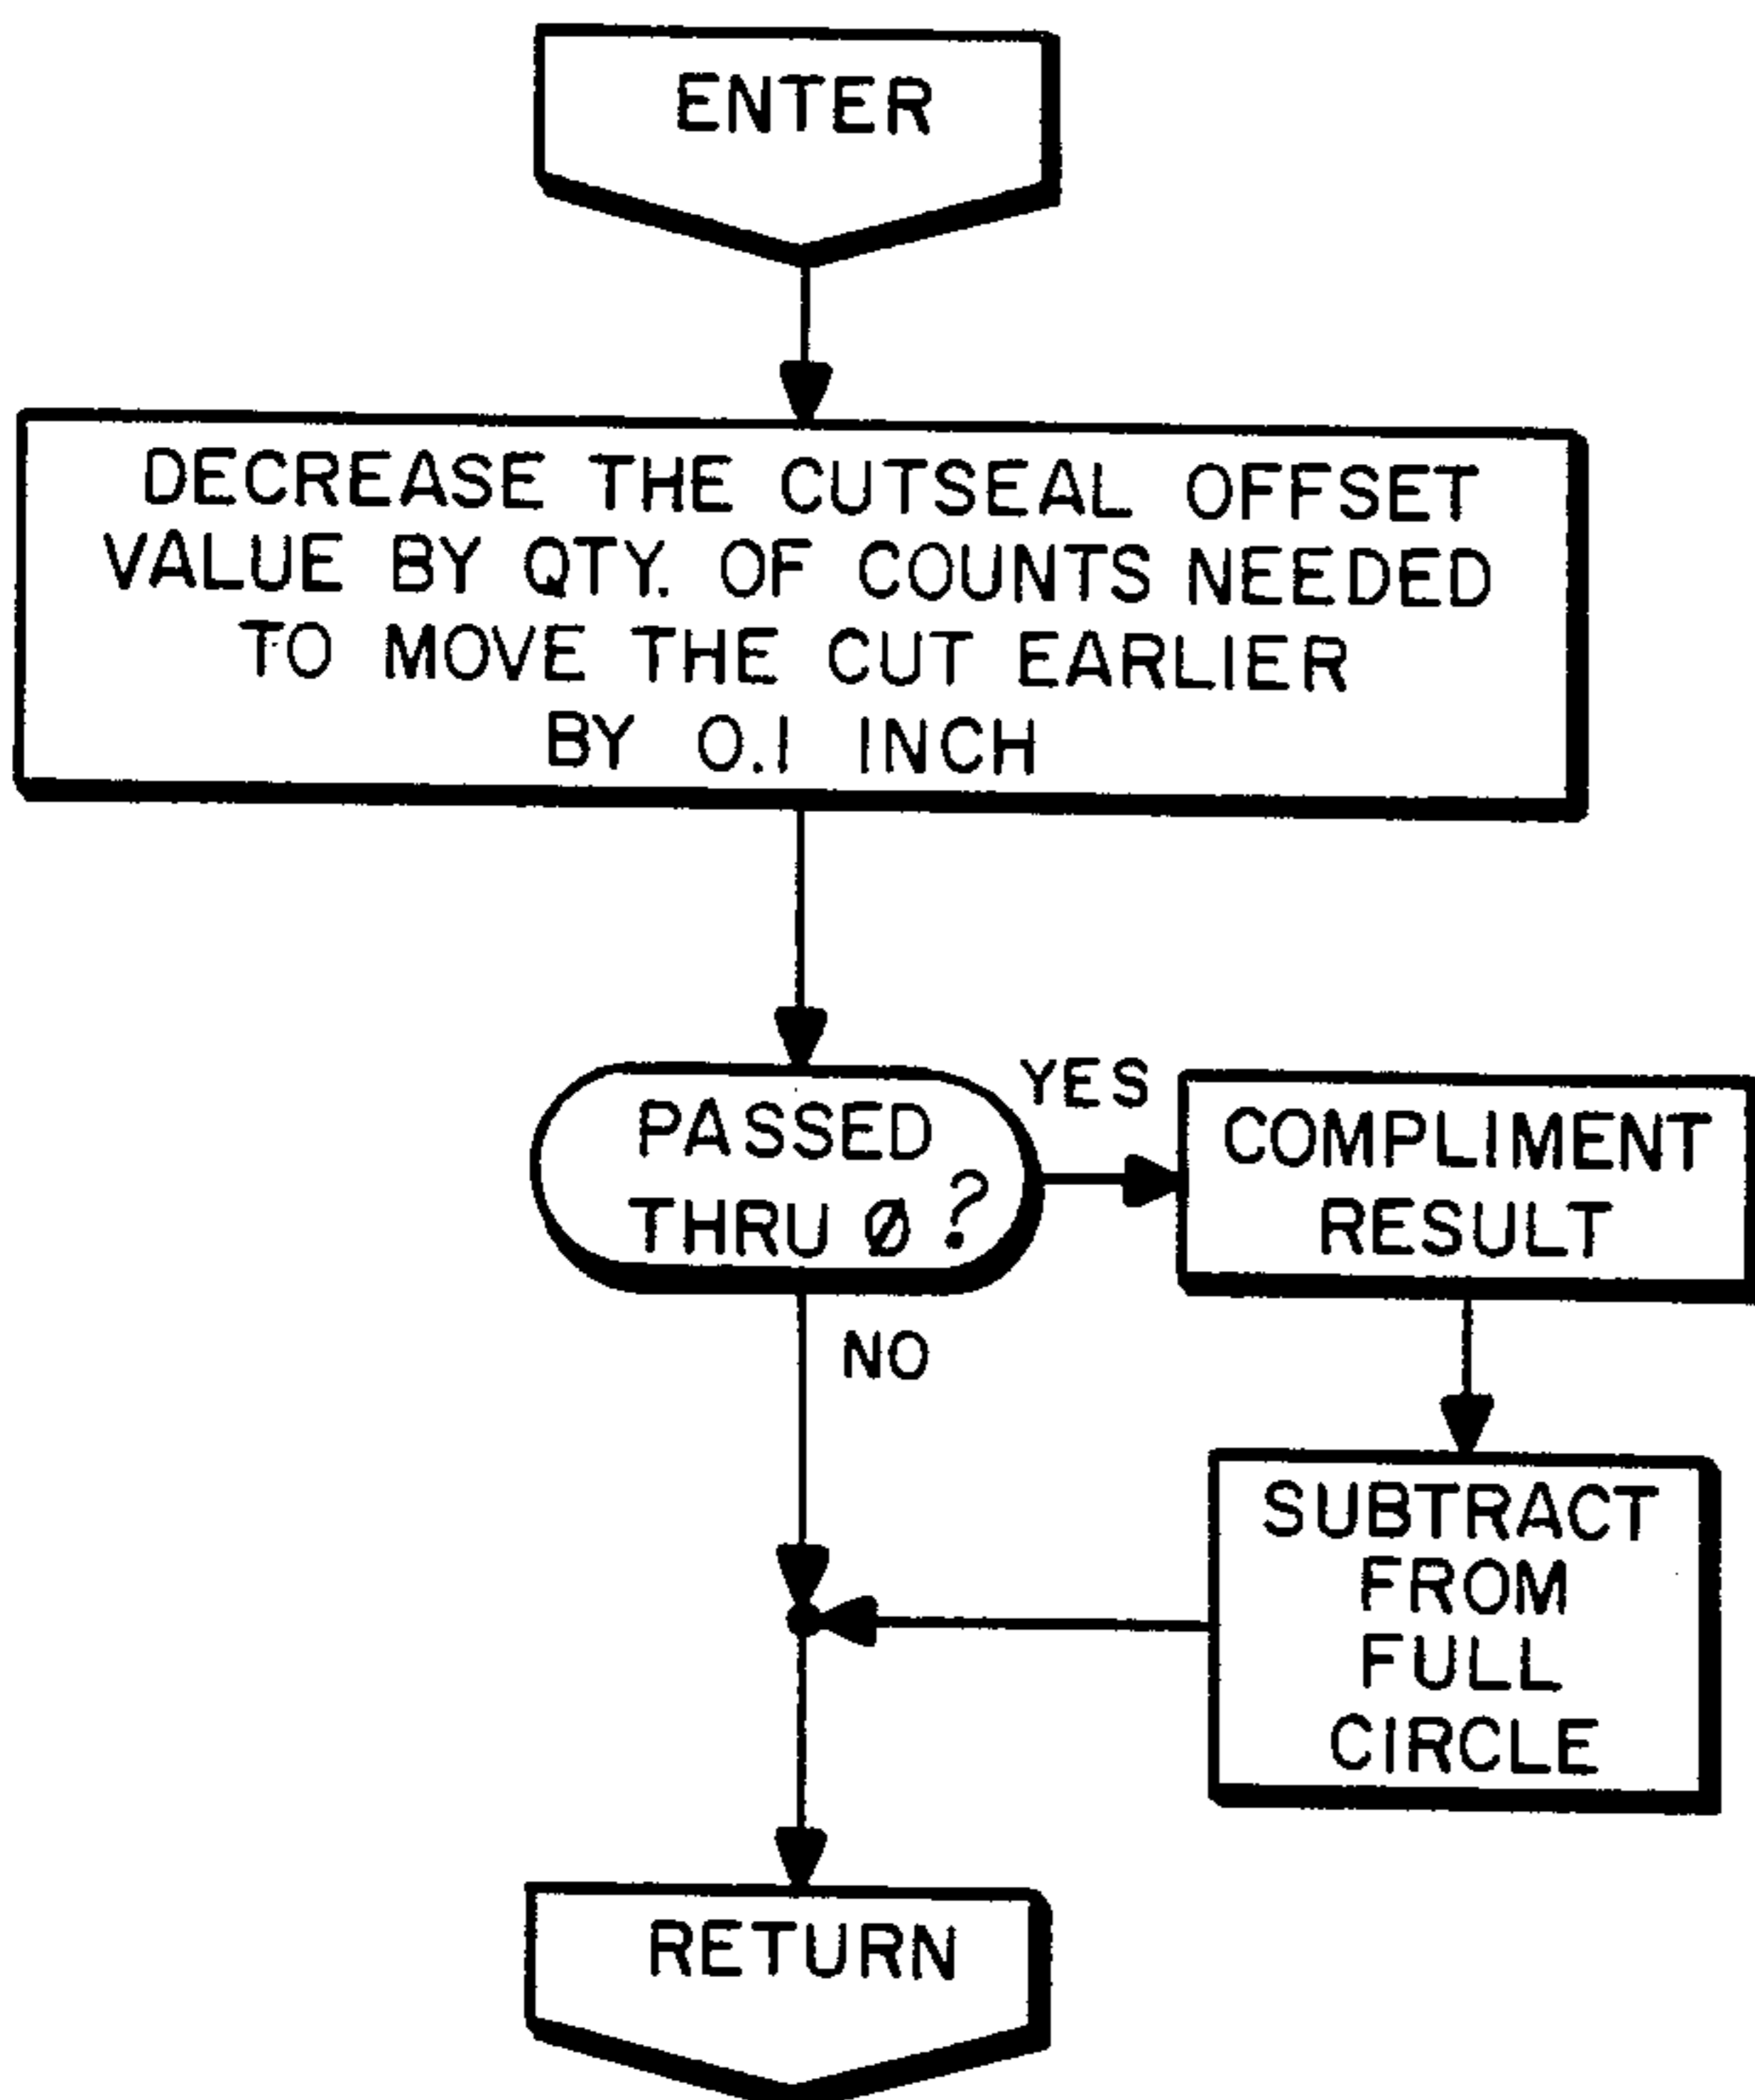 ENTER
DECREASE THE CUTSEAL OFFSET
VALUE BY QTY. OF COUNTS NEEDED
TO MOVE THE CUT EARLIER
BY 0.1 INCH
PASSED
THRU Ø ?
YES
COMPLIMENT
RESULT
NO
SUBTRACT
FROM
FULL
CIRCLE
RETURN